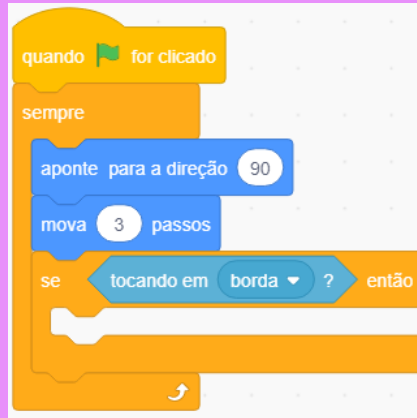 quando for clicado
sempre
aponte para a direção 90
mova 3 passos
se tocando em borda ? então